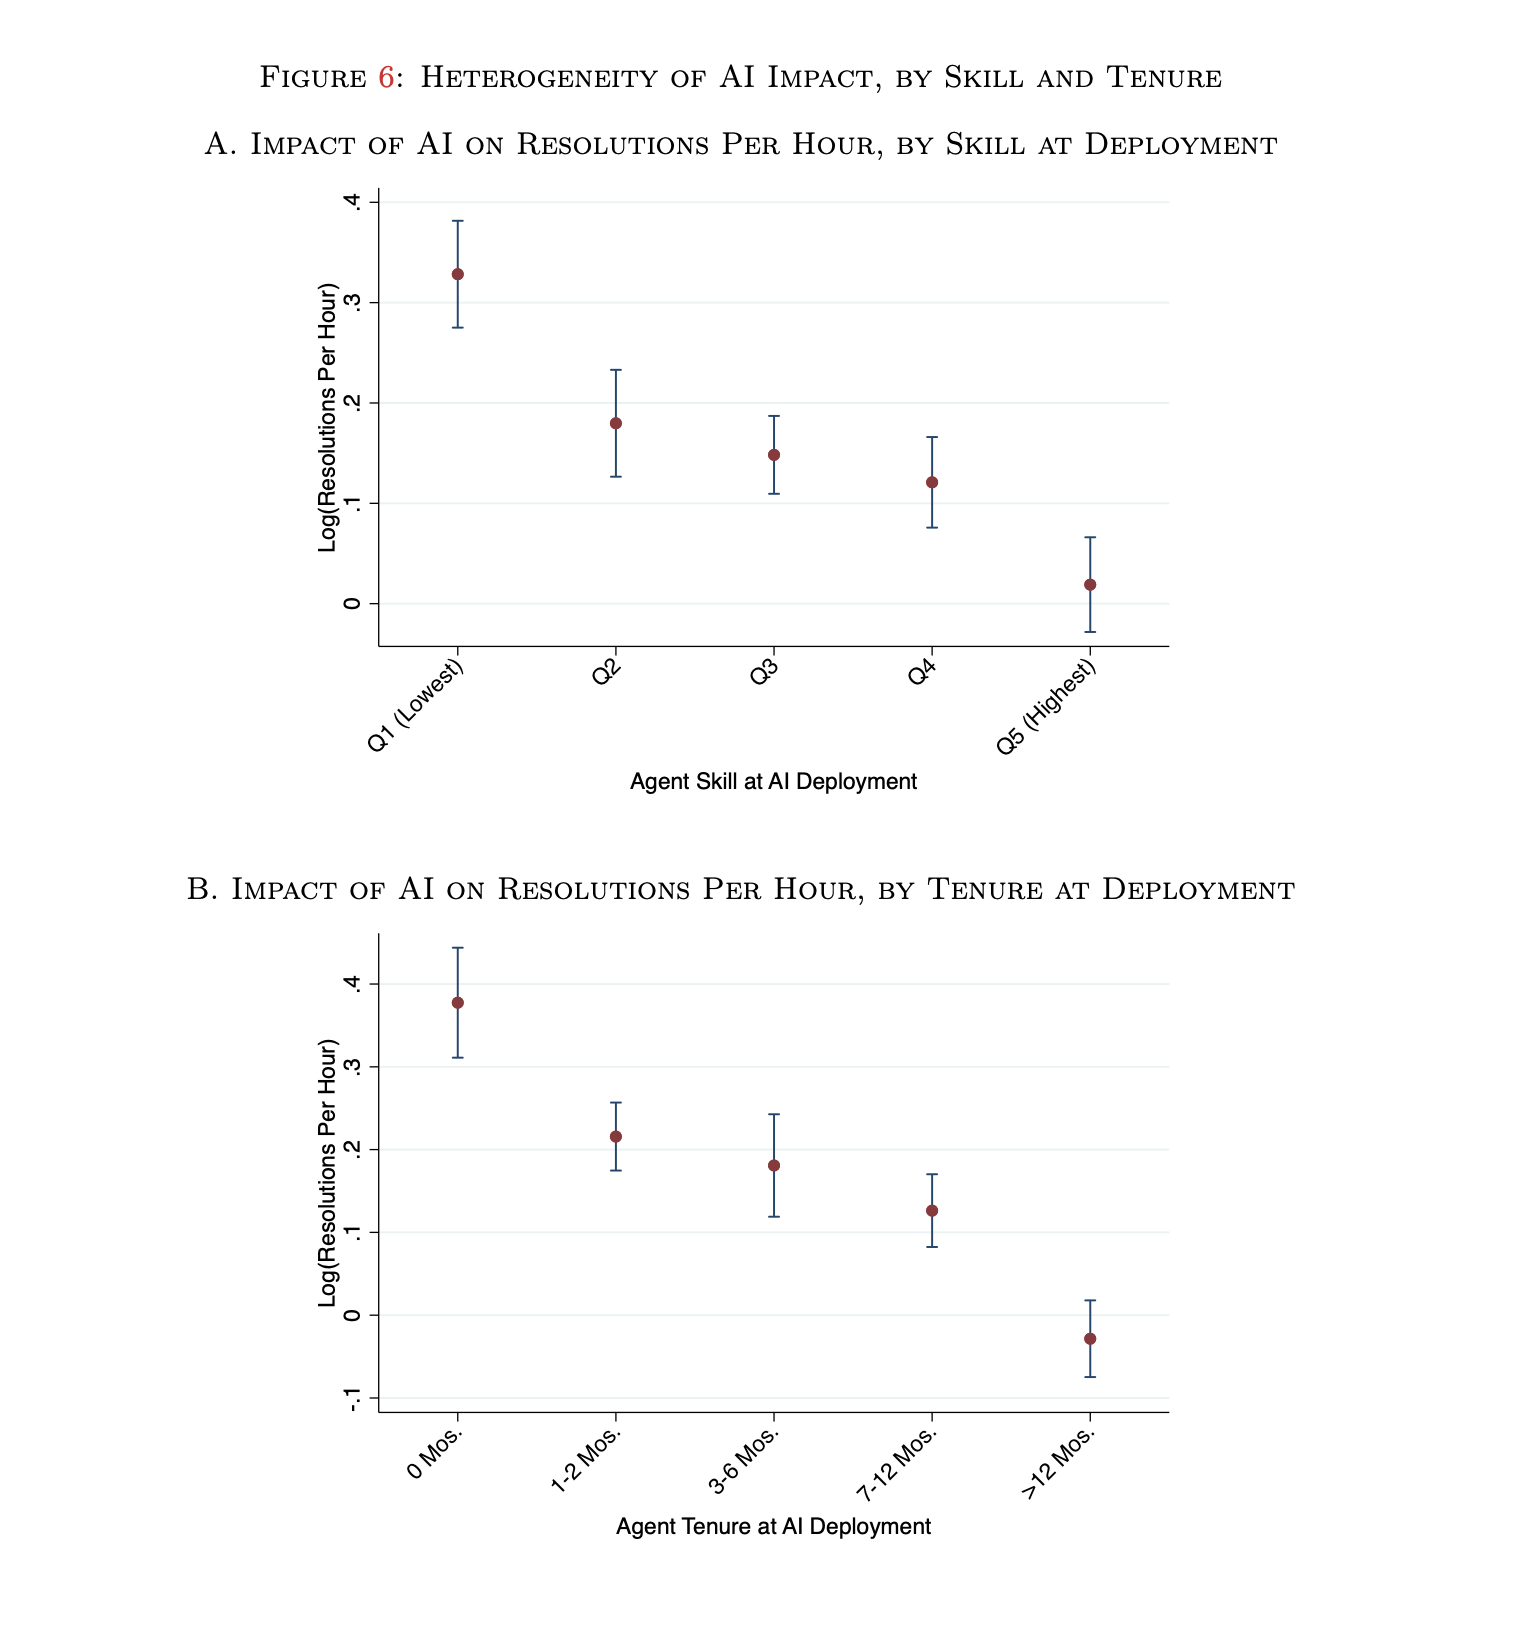 FIGURE 6: HETEROGENEITY OF AI IMPACT, BY SKILL AND TENURE
A. IMPACT OF AI ON RESOLUTIONS PER HOUR, BY SKILL AT DEPLOYMENT
Log(Resolutions Per Hour)
.4
.3
.2
.1
0
Q1 (Lowest)
Q2
Q3
Q4
Q5 (Highest)
Agent Skill at AI Deployment
B. IMPACT OF AI ON RESOLUTIONS PER HOUR, BY TENURE AT DEPLOYMENT
Log(Resolutions Per Hour)
.4
.3
.2
.1
0
-.1
0 Mos.
1-2 Mos.
3-6 Mos.
7-12 Mos.
>12 Mos.
Agent Tenure at AI Deployment